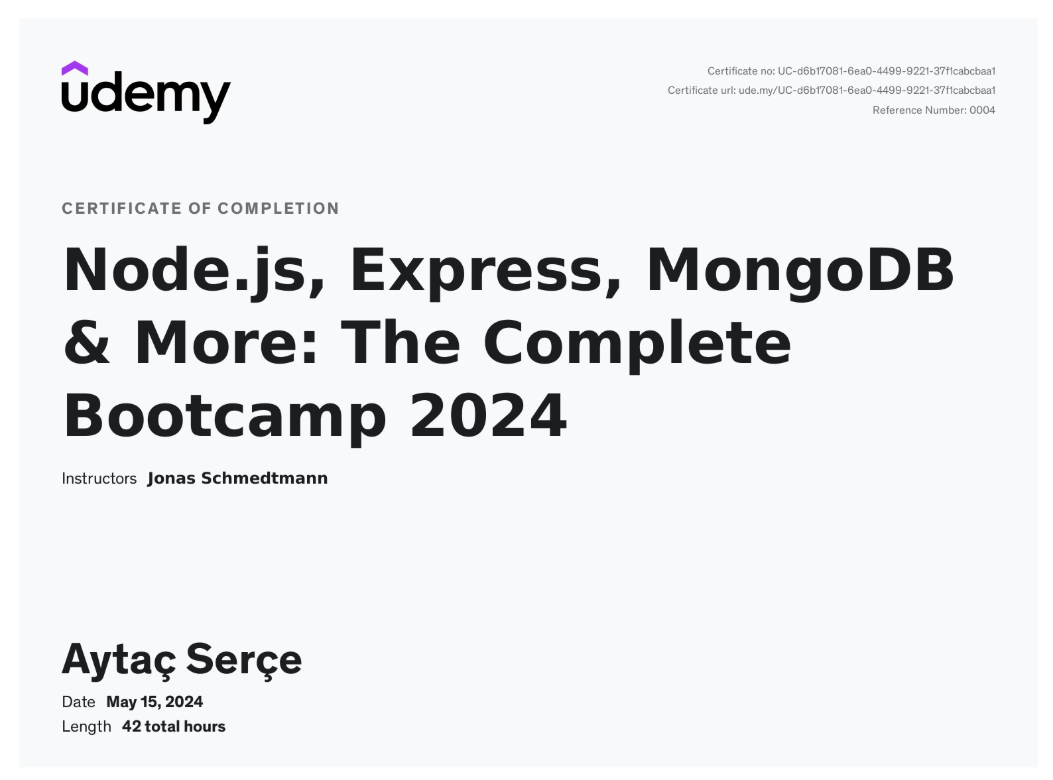 udemy
Certificate no: UC-d6b17081-6ea0-4499-9221-37f1cabcbaa1
Certificate url: ude.my/UC-d6b17081-6ea0-4499-9221-37f1cabcbaa1
Reference Number: 0004
CERTIFICATE OF COMPLETION
Node.js, Express, MongoDB
& More: The Complete
Bootcamp 2024
Instructors Jonas Schmedtmann
Aytaç Serçe
Date May 15, 2024
Length 42 total hours